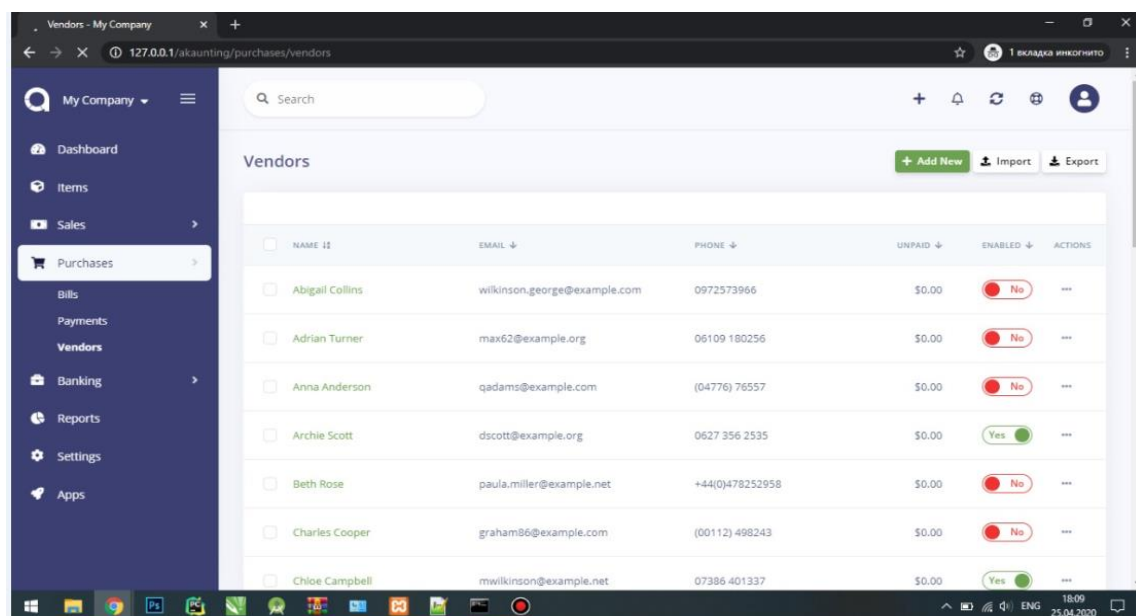 Vendors - My Company
127.0.0.1/akaunting/purchases/vendors
1 вкладка инкогнито
My Company
Search
Dashboard
Items
Sales
Purchases
Bills
Payments
Vendors
Banking
Reports
Settings
Apps
Vendors
Add New Import Export
NAME EMAIL PHONE UNPAID ENABLED ACTIONS
Abigail Collins wilkinson.george@example.com 0972573966 $0.00 No
Adrian Turner max62@example.org 06109 180256 $0.00 No
Anna Anderson qadams@example.com (04776) 76557 $0.00 No
Archie Scott dscott@example.org 0627 356 2535 $0.00 Yes
Beth Rose paula.miller@example.net +44(0)478252958 $0.00 No
Charles Cooper graham86@example.com (00112) 498243 $0.00 No
Chloe Campbell mwilkinson@example.net 07386 401337 $0.00 Yes
Ps
PC
ENG
18:09
25.04.2020